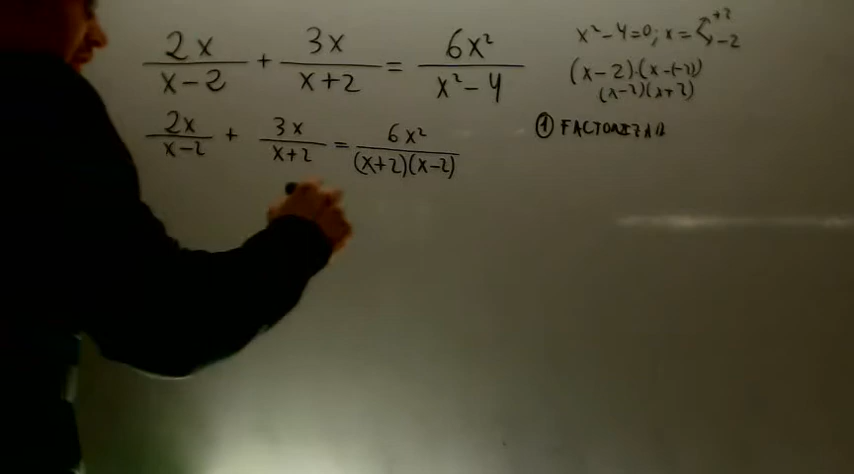 2x/(x-2) + 3x/(x+2) = 6x²/(x²-4)
x²-4=0; x= +2 -2
(x-2)·(x-(-2))
(x-2)(x+2)
2x/(x-2) + 3x/(x+2) = 6x²/((x+2)(x-2))
① FACTORIZAR